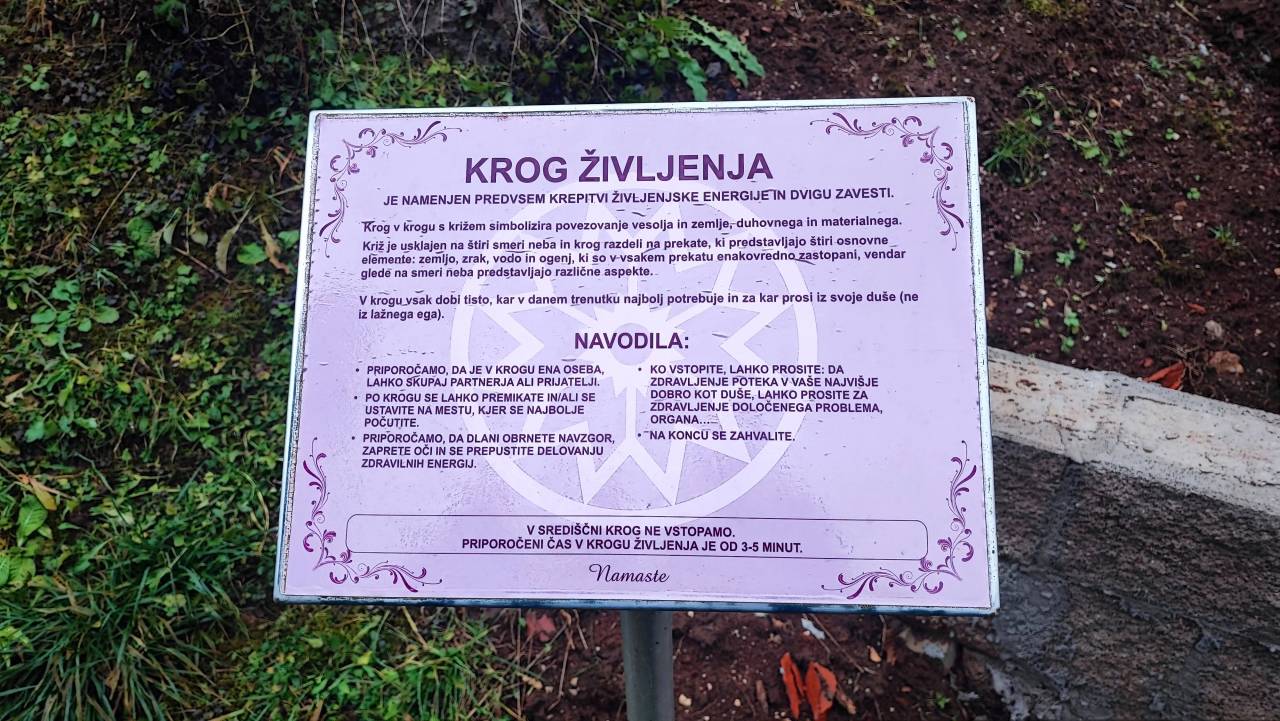 KROG ŽIVLJENJA
JE NAMENJEN PREDVSEM KREPITVI ŽIVLJENJSKE ENERGIJE IN DVIGU ZAVESTI.
Krog v krogu s križem simbolizira povezovanje vesolja in zemlje, duhovnega in materialnega.
Križ je usklajen na štiri smeri neba in krog razdeli na prekate, ki predstavljajo štiri osnovne
elemente: zemljo, zrak, vodo in ogenj, ki so v vsakem prekatu enakovredno zastopani, vendar
glede na smeri neba predstavljajo različne aspekte.
V krogu vsak dobi tisto, kar v danem trenutku najbolj potrebuje in za kar prosi iz svoje duše (ne
iz lažnega ega).
NAVODILA:
• PRIPOROČAMO, DA JE V KROGU ENA OSEBA,
LAHKO SKUPAJ PARTNERJA ALI PRIJATELJI.
• PO KROGU SE LAHKO PREMIKATE IN/ALI SE
USTAVITE NA MESTU, KJER SE NAJBOLJE
POČUTITE.
• PRIPOROČAMO, DA DLANI OBRNETE NAVZGOR,
ZAPRETE OČI IN SE PREPUSTITE DELOVANJU
ZDRAVILNIH ENERGIJ.
• KO VSTOPITE, LAHKO PROSITE: DA
ZDRAVLJENJE POTEKA V VAŠE NAJVIŠJE
DOBRO KOT DUŠE, LAHKO PROSITE ZA
ZDRAVLJENJE DOLOČENEGA PROBLEMA,
ORGANA....
• NA KONCU SE ZAHVALITE.
V SREDIŠČNI KROG NE VSTOPAMO.
PRIPOROČENI ČAS V KROGU ŽIVLJENJA JE OD 3-5 MINUT.
Namaste